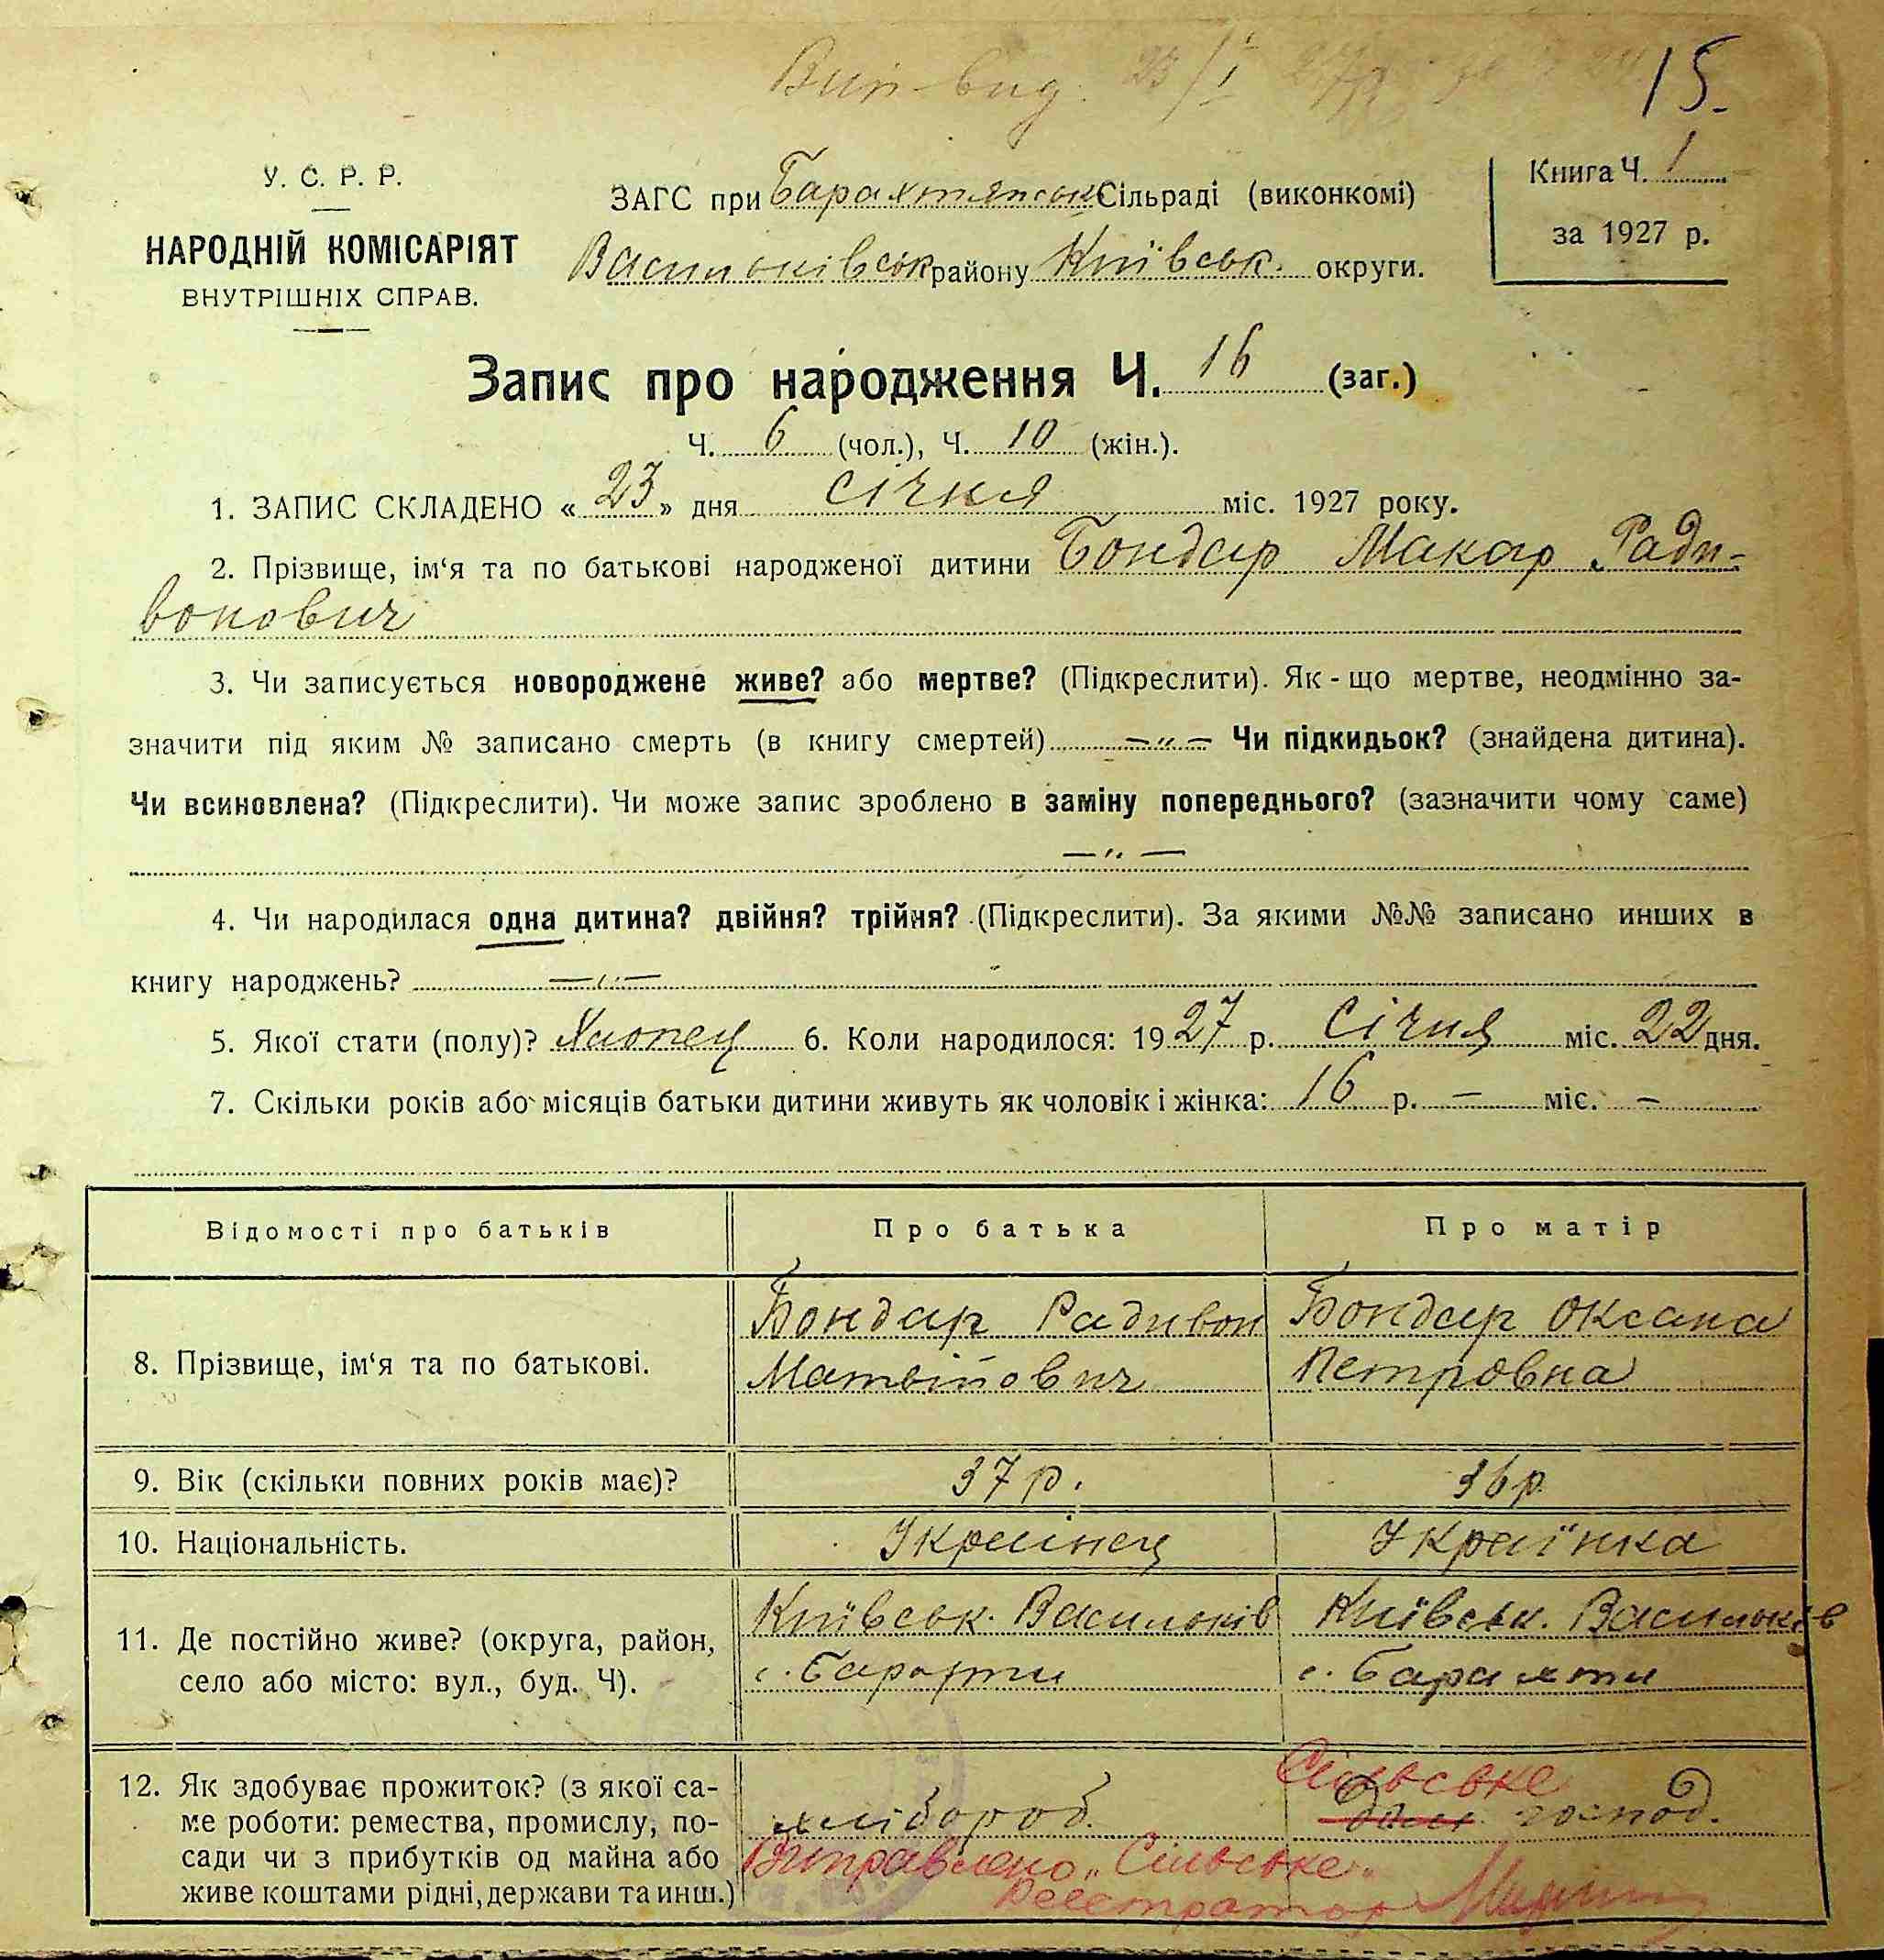 Вип. вид. 23/I 27р.
15.
У. С. Р. Р.
НАРОДНІЙ КОМІСАРІЯТ
ВНУТРІШНІХ СПРАВ.
ЗАГС при Барахтянськ Сільраді (виконкомі)
Васильківськ району Київськ. округи.
Книга Ч. 1
за 1927 р.
Запис про народження Ч. 16 (заг.)
Ч. 6 (чол.), Ч. 10 (жін.).
1. ЗАПИС СКЛАДЕНО « 23 » дня січня міс. 1927 року.
2. Прізвище, ім‘я та по батькові народженої дитини Бондар Макар Ради-
вонович
3. Чи записується новороджене живе? або мертве? (Підкреслити). Як-що мертве, неодмінно за-
значити під яким № записано смерть (в книгу смертей) —„— Чи підкидьок? (знайдена дитина).
Чи всиновлена? (Підкреслити). Чи може запис зроблено в заміну попереднього? (зазначити чому саме)
—„—
4. Чи народилася одна дитина? двійня? трійня? (Підкреслити). За якими №№ записано инших в
книгу народжень? —„—
5. Якої стати (полу)? Хлопец 6. Коли народилося: 1927 р. Січня міс. 22 дня.
7. Скільки років або місяців батьки дитини живуть як чоловік і жінка: 16 р. — міс. —
Відомості про батьків
Про батька
Про матір
8. Прізвище, ім‘я та по батькові.
Бондар Радивон
Матвійович
Бондар Оксана
Петровна
9. Вік (скільки повних років має)?
37 р.
36 р
10. Національність.
Українец
Українка
11. Де постійно живе? (округа, район,
село або місто: вул., буд. Ч).
Київськ. Васильків
с. Барахти
Київськ. Васильків
с. Барахти
12. Як здобуває прожиток? (з якої са-
ме роботи: ремества, промислу, по-
сади чи з прибутків од майна або
живе коштами рідні, держави та инш.)
хлібороб.
Сільське
Дом. господ.
Виправлено „Сільське“
Реєстратор